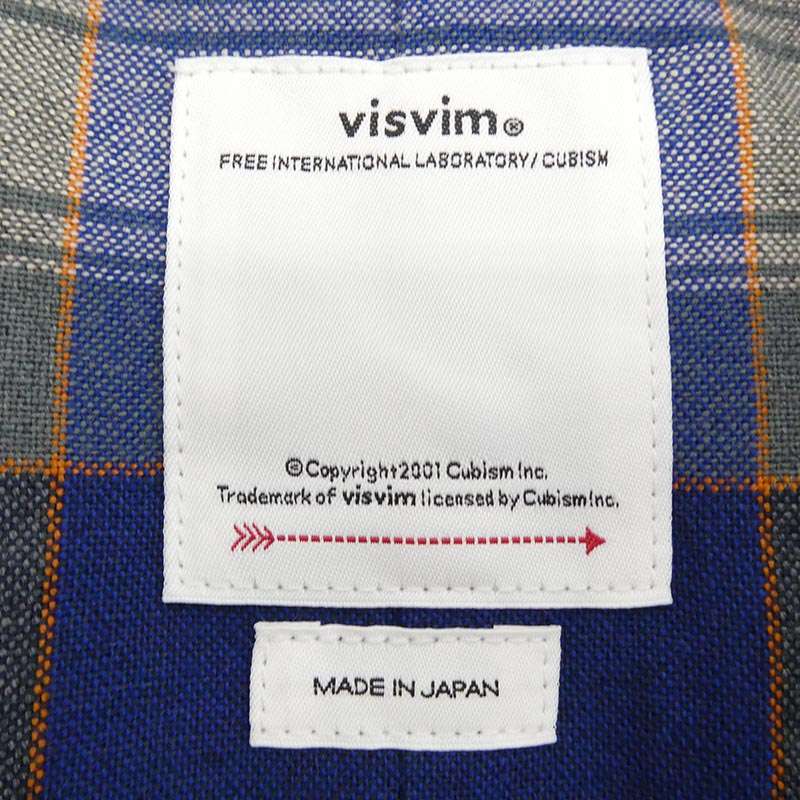 visvim®
FREE INTERNATIONAL LABORATORY/CUBISM
©Copyright2001 Cubism Inc.
Trademark of visvim licensed by Cubism Inc.
MADE IN JAPAN